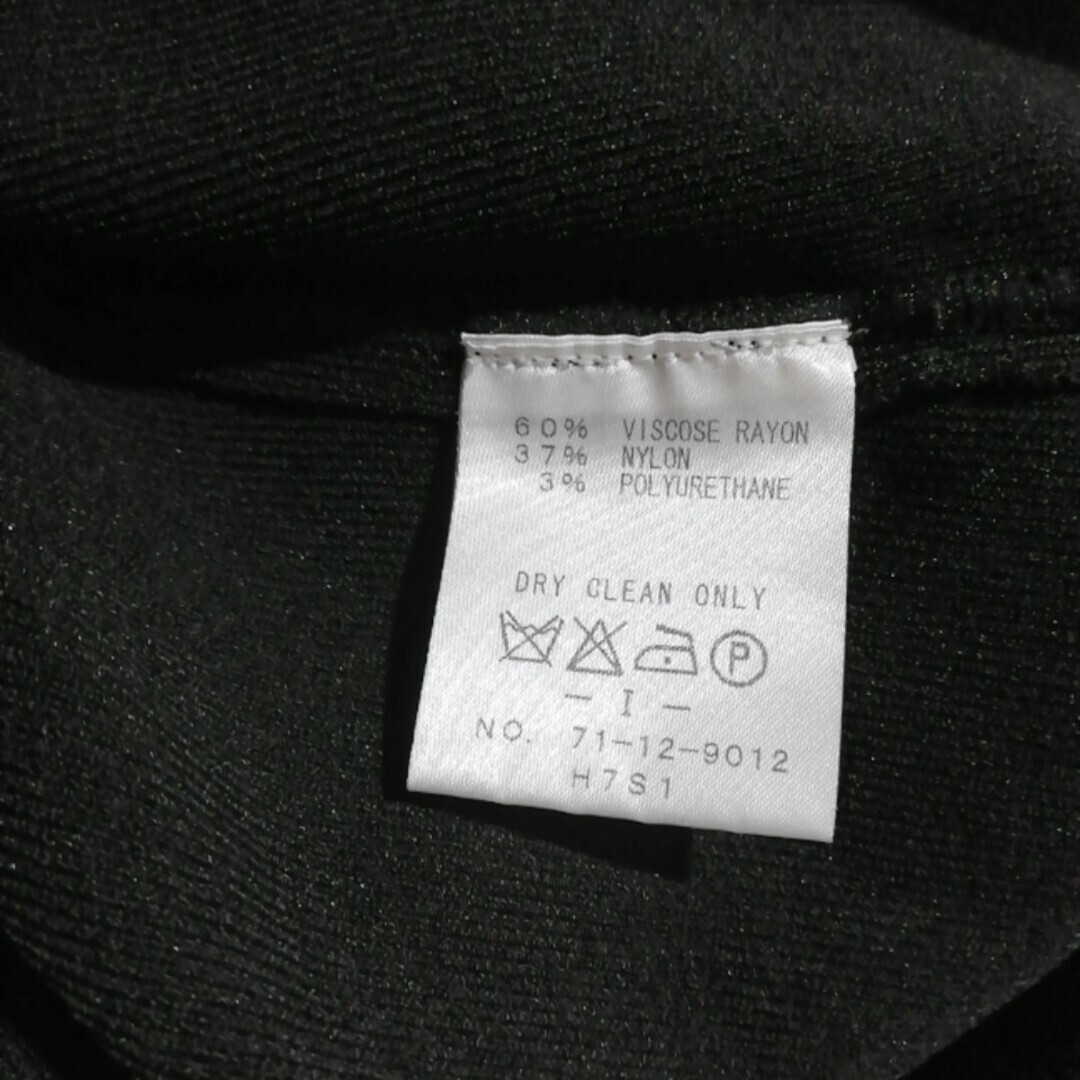 60% VISCOSE RAYON
37% NYLON
3% POLYURETHANE
DRY CLEAN ONLY
P
— I —
NO. 71-12-9012
H7S1